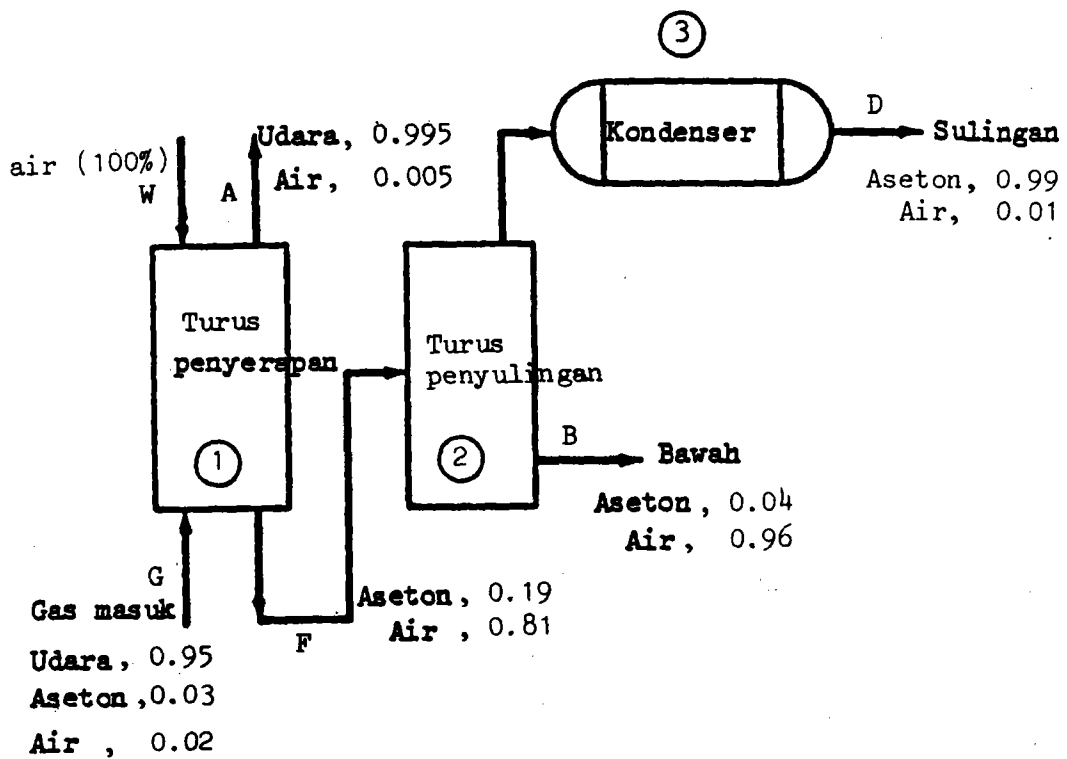 3
Kondenser
D
Sulingan
Aseton, 0.99
Air, 0.01
air (100%)
W
A
Udara, 0.995
Air, 0.005
Turus
penyerapan
1
Turus
penyulingan
2
B
Bawah
Aseton, 0.04
Air, 0.96
G
Gas masuk
Udara, 0.95
Aseton,0.03
Air , 0.02
F
Aseton, 0.19
Air , 0.81